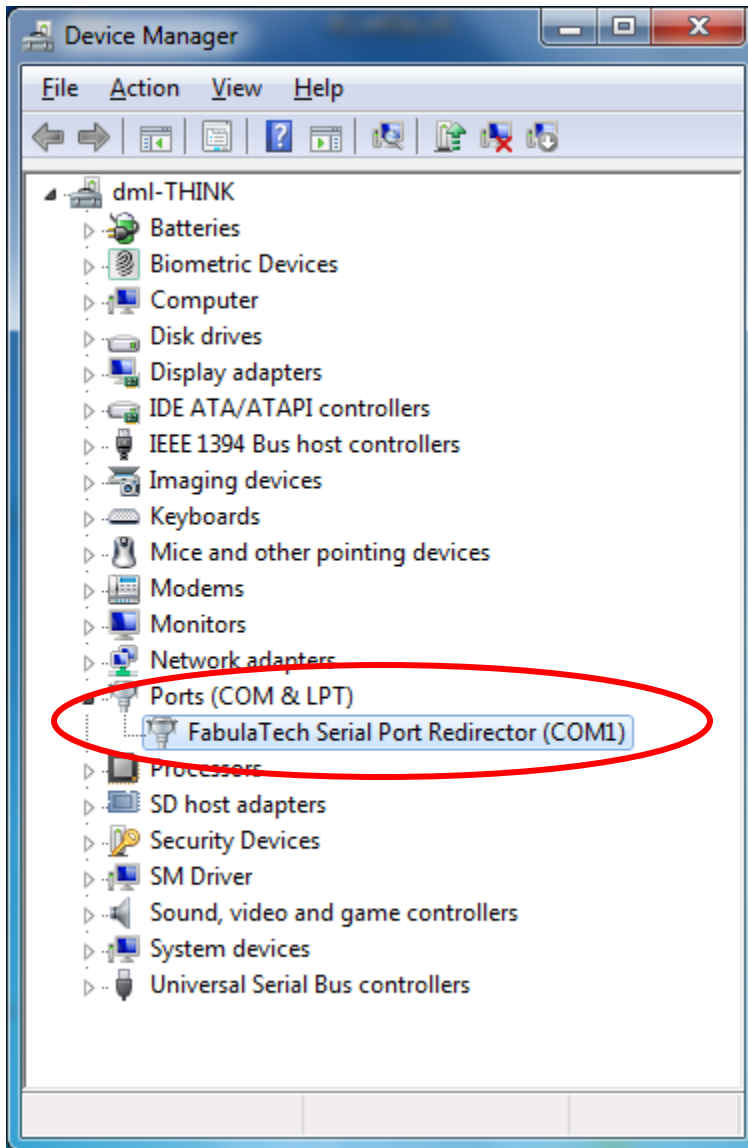 Device Manager
File Action View Help
dml-THINK
Batteries
Biometric Devices
Computer
Disk drives
Display adapters
IDE ATA/ATAPI controllers
IEEE 1394 Bus host controllers
Imaging devices
Keyboards
Mice and other pointing devices
Modems
Monitors
Network adapters
Ports (COM & LPT)
FabulaTech Serial Port Redirector (COM1)
Processors
SD host adapters
Security Devices
SM Driver
Sound, video and game controllers
System devices
Universal Serial Bus controllers